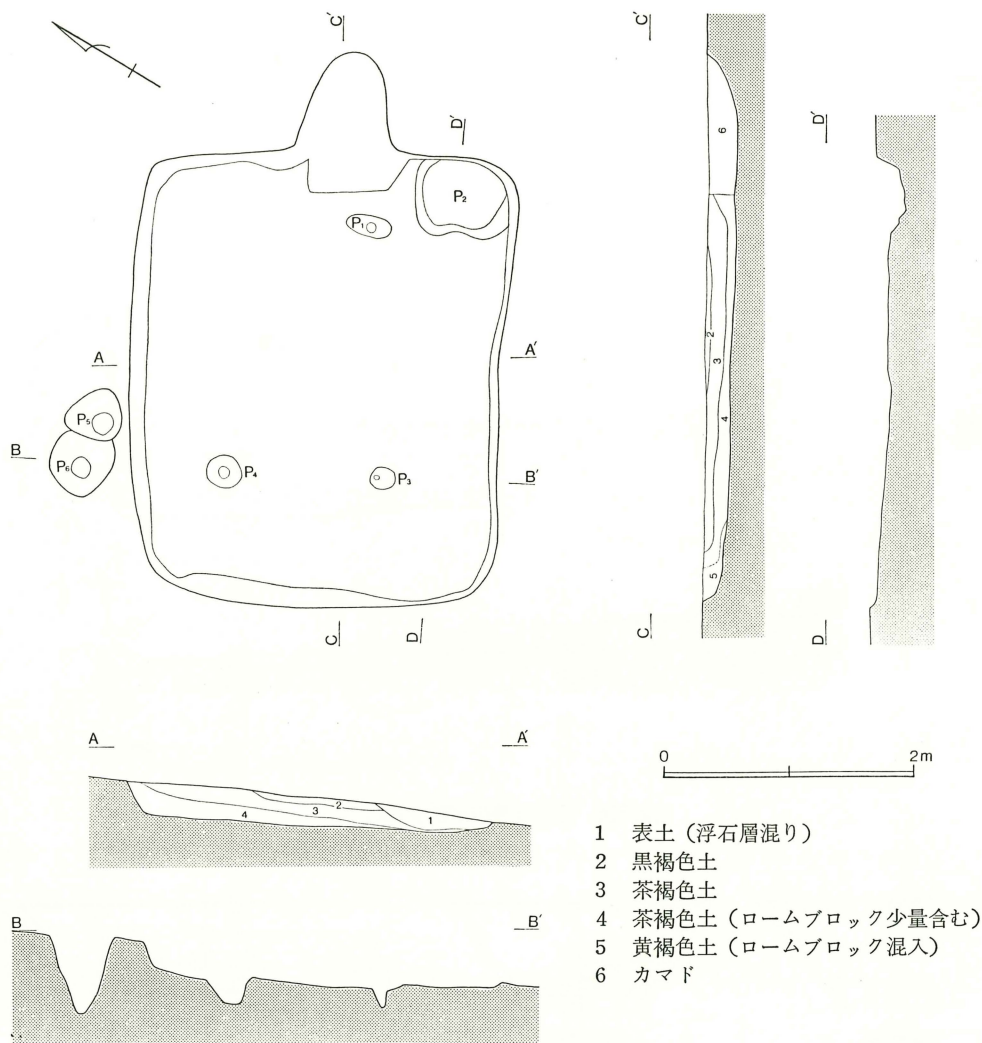 C'
C'
D'
D'
P₁
P₂
6
A
A'
2
3
4
P₅
B
P₆
P₄
P₃
B'
5
C
D
C
D
A
A'
2
3
4
1
B
B'
0
2m
1 表土（浮石層混り）
2 黒褐色土
3 茶褐色土
4 茶褐色土（ロームブロック少量含む）
5 黄褐色土（ロームブロック混入）
6 カマド